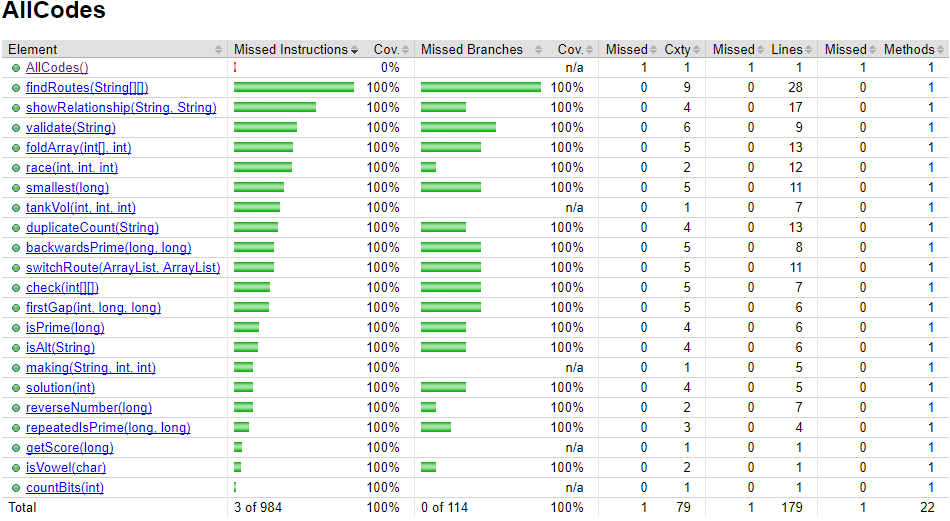 AllCodes
Element Missed Instructions Cov. Missed Branches Cov. Missed Cxty Missed Lines Missed Methods
AllCodes() 0% n/a 1 1 1 1 1 1
findRoutes(String[][]) 100% 100% 0 9 0 28 0 1
showRelationship(String, String) 100% 100% 0 4 0 17 0 1
validate(String) 100% 100% 0 6 0 9 0 1
foldArray(int[], int) 100% 100% 0 5 0 13 0 1
race(int, int, int) 100% 100% 0 2 0 12 0 1
smallest(long) 100% 100% 0 5 0 11 0 1
tankVol(int, int, int) 100% n/a 0 1 0 7 0 1
duplicateCount(String) 100% 100% 0 4 0 13 0 1
backwardsPrime(long, long) 100% 100% 0 5 0 8 0 1
switchRoute(ArrayList, ArrayList) 100% 100% 0 5 0 11 0 1
check(int[][]) 100% 100% 0 5 0 7 0 1
firstGap(int, long, long) 100% 100% 0 5 0 6 0 1
isPrime(long) 100% 100% 0 4 0 6 0 1
isAlt(String) 100% 100% 0 4 0 6 0 1
making(String, int, int) 100% n/a 0 1 0 5 0 1
solution(int) 100% 100% 0 4 0 5 0 1
reverseNumber(long) 100% 100% 0 2 0 7 0 1
repeatedIsPrime(long, long) 100% 100% 0 3 0 4 0 1
getScore(long) 100% n/a 0 1 0 1 0 1
isVowel(char) 100% 100% 0 2 0 1 0 1
countBits(int) 100% n/a 0 1 0 1 0 1
Total 3 of 984 100% 0 of 114 100% 1 79 1 179 1 22